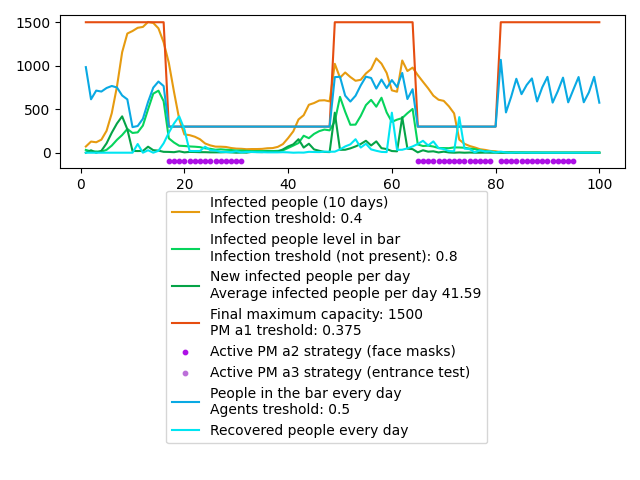 1500
1000
500
0
0 20 40 60 80 100
Infected people (10 days)
Infection treshold: 0.4
Infected people level in bar
Infection treshold (not present): 0.8
New infected people per day
Average infected people per day 41.59
Final maximum capacity: 1500
PM a1 treshold: 0.375
Active PM a2 strategy (face masks)
Active PM a3 strategy (entrance test)
People in the bar every day
Agents treshold: 0.5
Recovered people every day